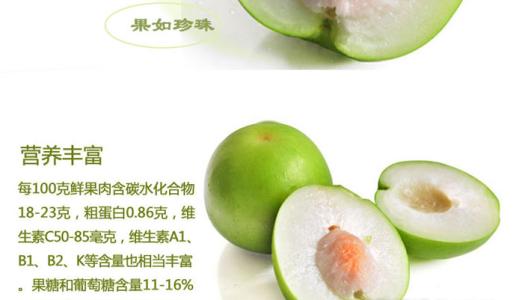 果如珍珠
营养丰富
每100克鲜果肉含碳水化合物
18-23克，粗蛋白0.86克，维
生素C50-85毫克，维生素A1、
B1、B2、K等含量也相当丰富
。果糖和葡萄糖含量11-16%